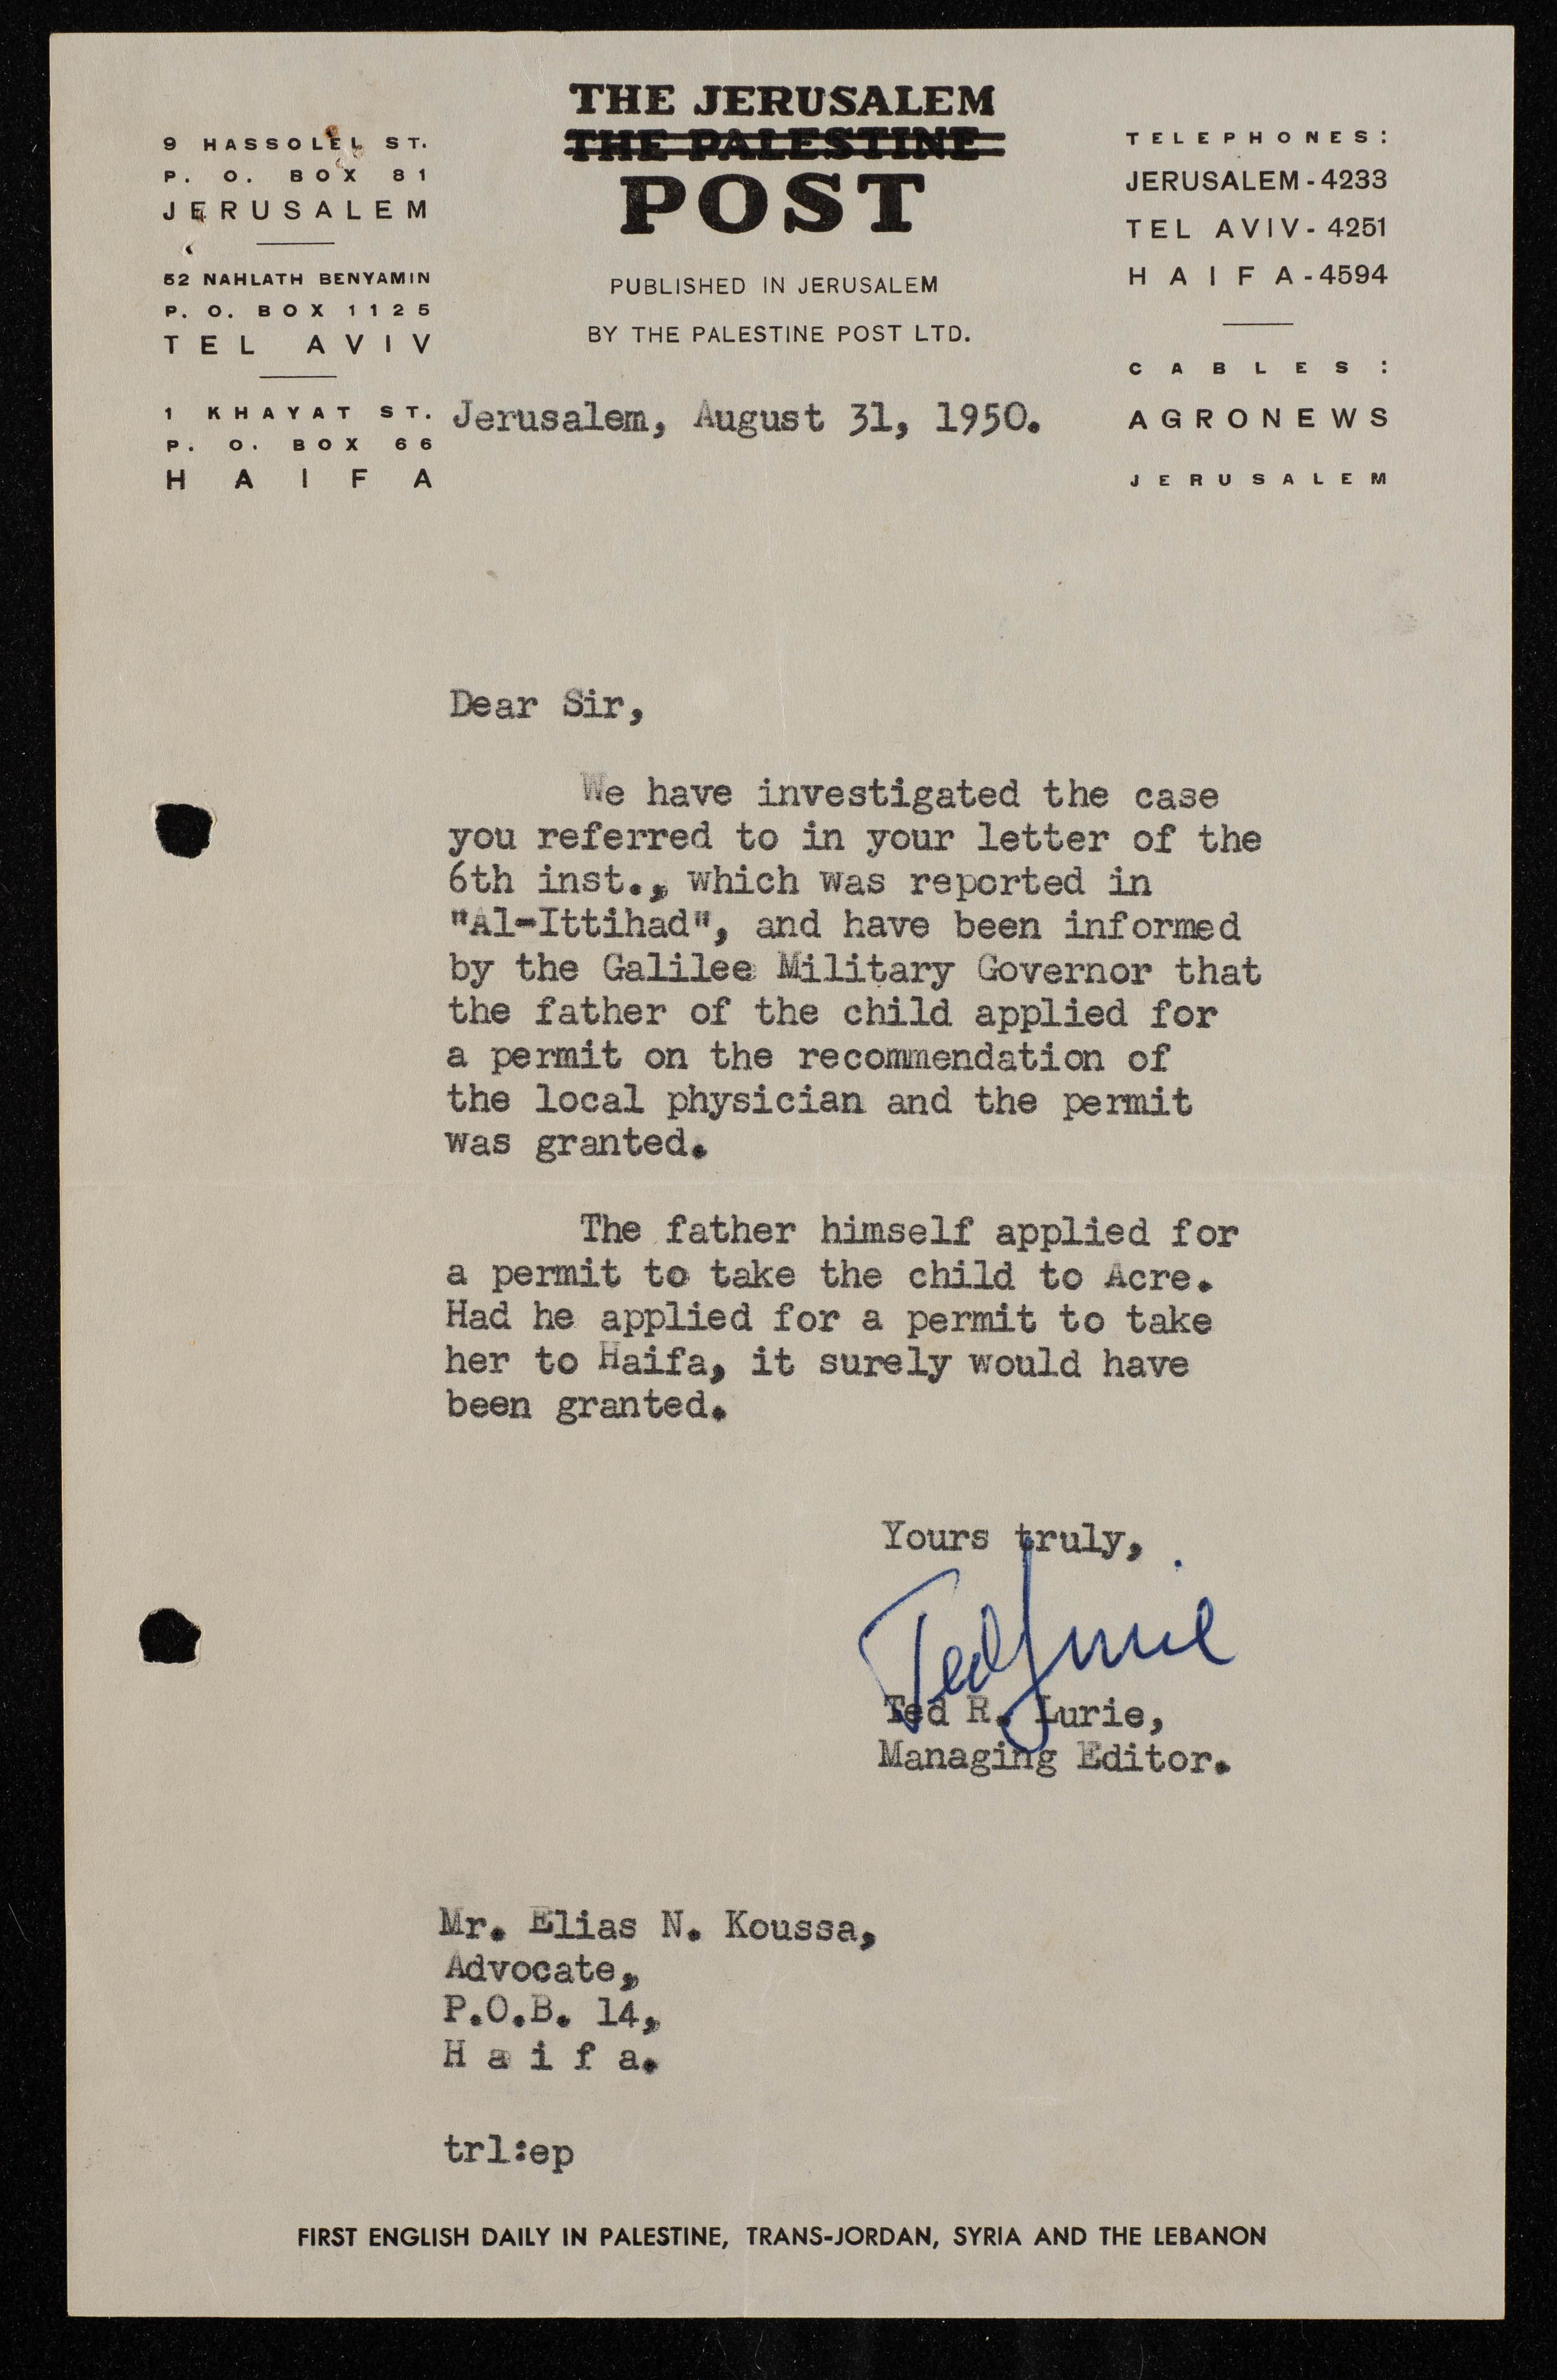 THE JERUSALEM
THE PALESTINE
POST
PUBLISHED IN JERUSALEM
BY THE PALESTINE POST LTD.
9 HASSOLEL ST.
P. O. BOX 81
JERUSALEM
52 NAHLATH BENYAMIN
P. O. BOX 1125
TEL AVIV
1 KHAYAT ST.
P. O. BOX 66
HAIFA
TELEPHONES:
JERUSALEM-4233
TEL AVIV-4251
HAIFA-4594
CABLES:
AGRONEWS
JERUSALEM
Jerusalem, August 31, 1950.
Dear Sir,
We have investigated the case
you referred to in your letter of the
6th inst., which was reported in
"Al-Ittihad", and have been informed
by the Galilee Military Governor that
the father of the child applied for
a permit on the recommendation of
the local physician and the permit
was granted.
The father himself applied for
a permit to take the child to Acre.
Had he applied for a permit to take
her to Haifa, it surely would have
been granted.
Yours truly,
Ted Lurie
Ted R. Lurie,
Managing Editor.
Mr. Elias N. Koussa,
Advocate,
P.O.B. 14,
H a i f a.
trl:ep
FIRST ENGLISH DAILY IN PALESTINE, TRANS-JORDAN, SYRIA AND THE LEBANON